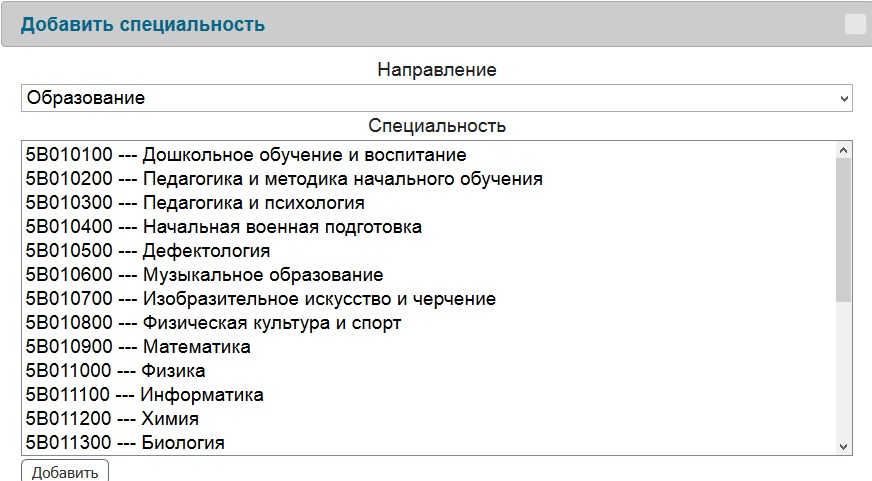 Добавить специальность
Направление
Образование
Специальность
5B010100 --- Дошкольное обучение и воспитание
5B010200 --- Педагогика и методика начального обучения
5B010300 --- Педагогика и психология
5B010400 --- Начальная военная подготовка
5B010500 --- Дефектология
5B010600 --- Музыкальное образование
5B010700 --- Изобразительное искусство и черчение
5B010800 --- Физическая культура и спорт
5B010900 --- Математика
5B011000 --- Физика
5B011100 --- Информатика
5B011200 --- Химия
5B011300 --- Биология
Добавить